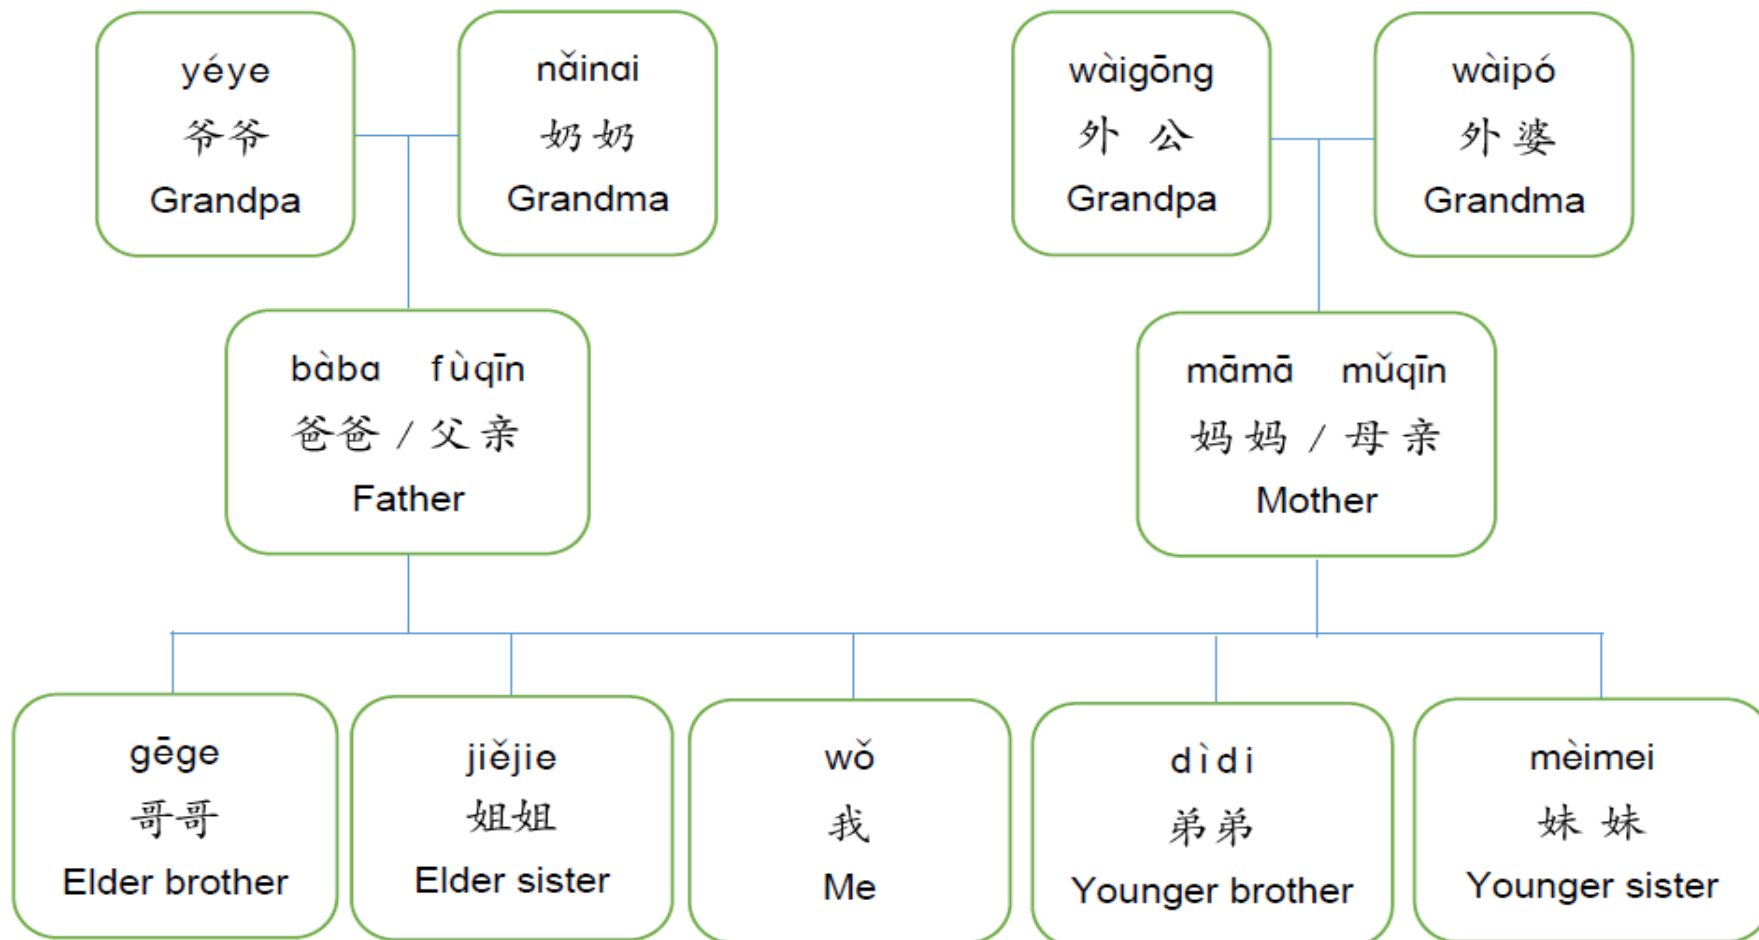 yéye
爷爷
Grandpa
nǎinai
奶奶
Grandma
wàigōng
外 公
Grandpa
wàipó
外 婆
Grandma
bàba fùqīn
爸爸 / 父 亲
Father
māmā mǔqīn
妈 妈 / 母 亲
Mother
gēge
哥哥
Elder brother
jiějie
姐姐
Elder sister
wǒ
我
Me
dìdi
弟弟
Younger brother
mèimei
妹 妹
Younger sister